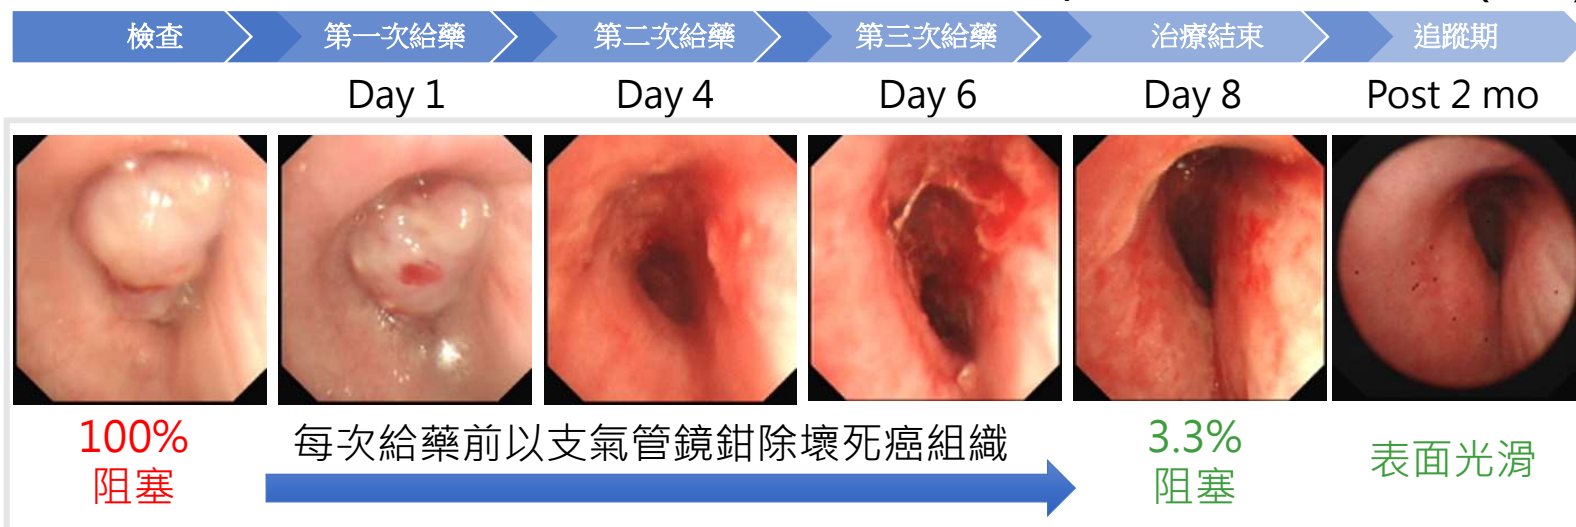 檢查
第一次給藥
第二次給藥
第三次給藥
治療結束
追蹤期
Day 1
Day 4
Day 6
Day 8
Post 2 mo
100%
阻塞
每次給藥前以支氣管鏡鉗除壞死癌組織
3.3%
阻塞
表面光滑